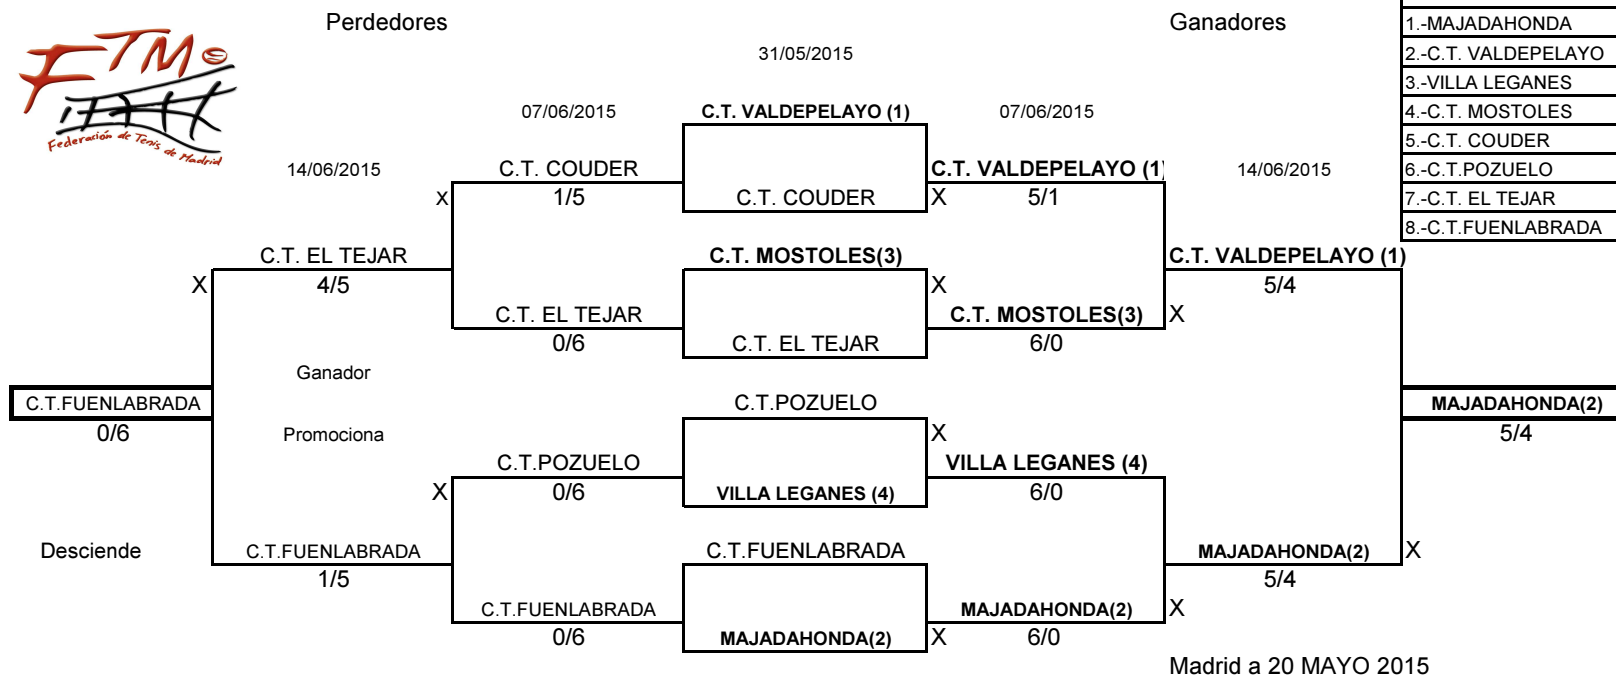 Perdedores
Ganadores
1.-MAJADAHONDA
2.-C.T. VALDEPELAYO
3.-VILLA LEGANES
4.-C.T. MOSTOLES
5.-C.T. COUDER
6.-C.T.POZUELO
7.-C.T. EL TEJAR
8.-C.T.FUENLABRADA
FTM
Federación de Tenis de Madrid
31/05/2015
07/06/2015
C.T. VALDEPELAYO (1)
07/06/2015
14/06/2015
C.T. COUDER
C.T. VALDEPELAYO (1)
14/06/2015
X
1/5
C.T. COUDER
X
5/1
C.T. EL TEJAR
C.T. MOSTOLES(3)
C.T. VALDEPELAYO (1)
X
4/5
X
5/4
C.T. EL TEJAR
C.T. MOSTOLES(3)
X
0/6
C.T. EL TEJAR
6/0
Ganador
C.T.FUENLABRADA
C.T.POZUELO
MAJADAHONDA(2)
0/6
Promociona
X
5/4
C.T.POZUELO
VILLA LEGANES (4)
X
0/6
VILLA LEGANES (4)
6/0
Desciende
C.T.FUENLABRADA
C.T.FUENLABRADA
MAJADAHONDA(2)
X
1/5
5/4
C.T.FUENLABRADA
MAJADAHONDA(2)
X
0/6
MAJADAHONDA(2)
X
6/0
Madrid a 20 MAYO 2015